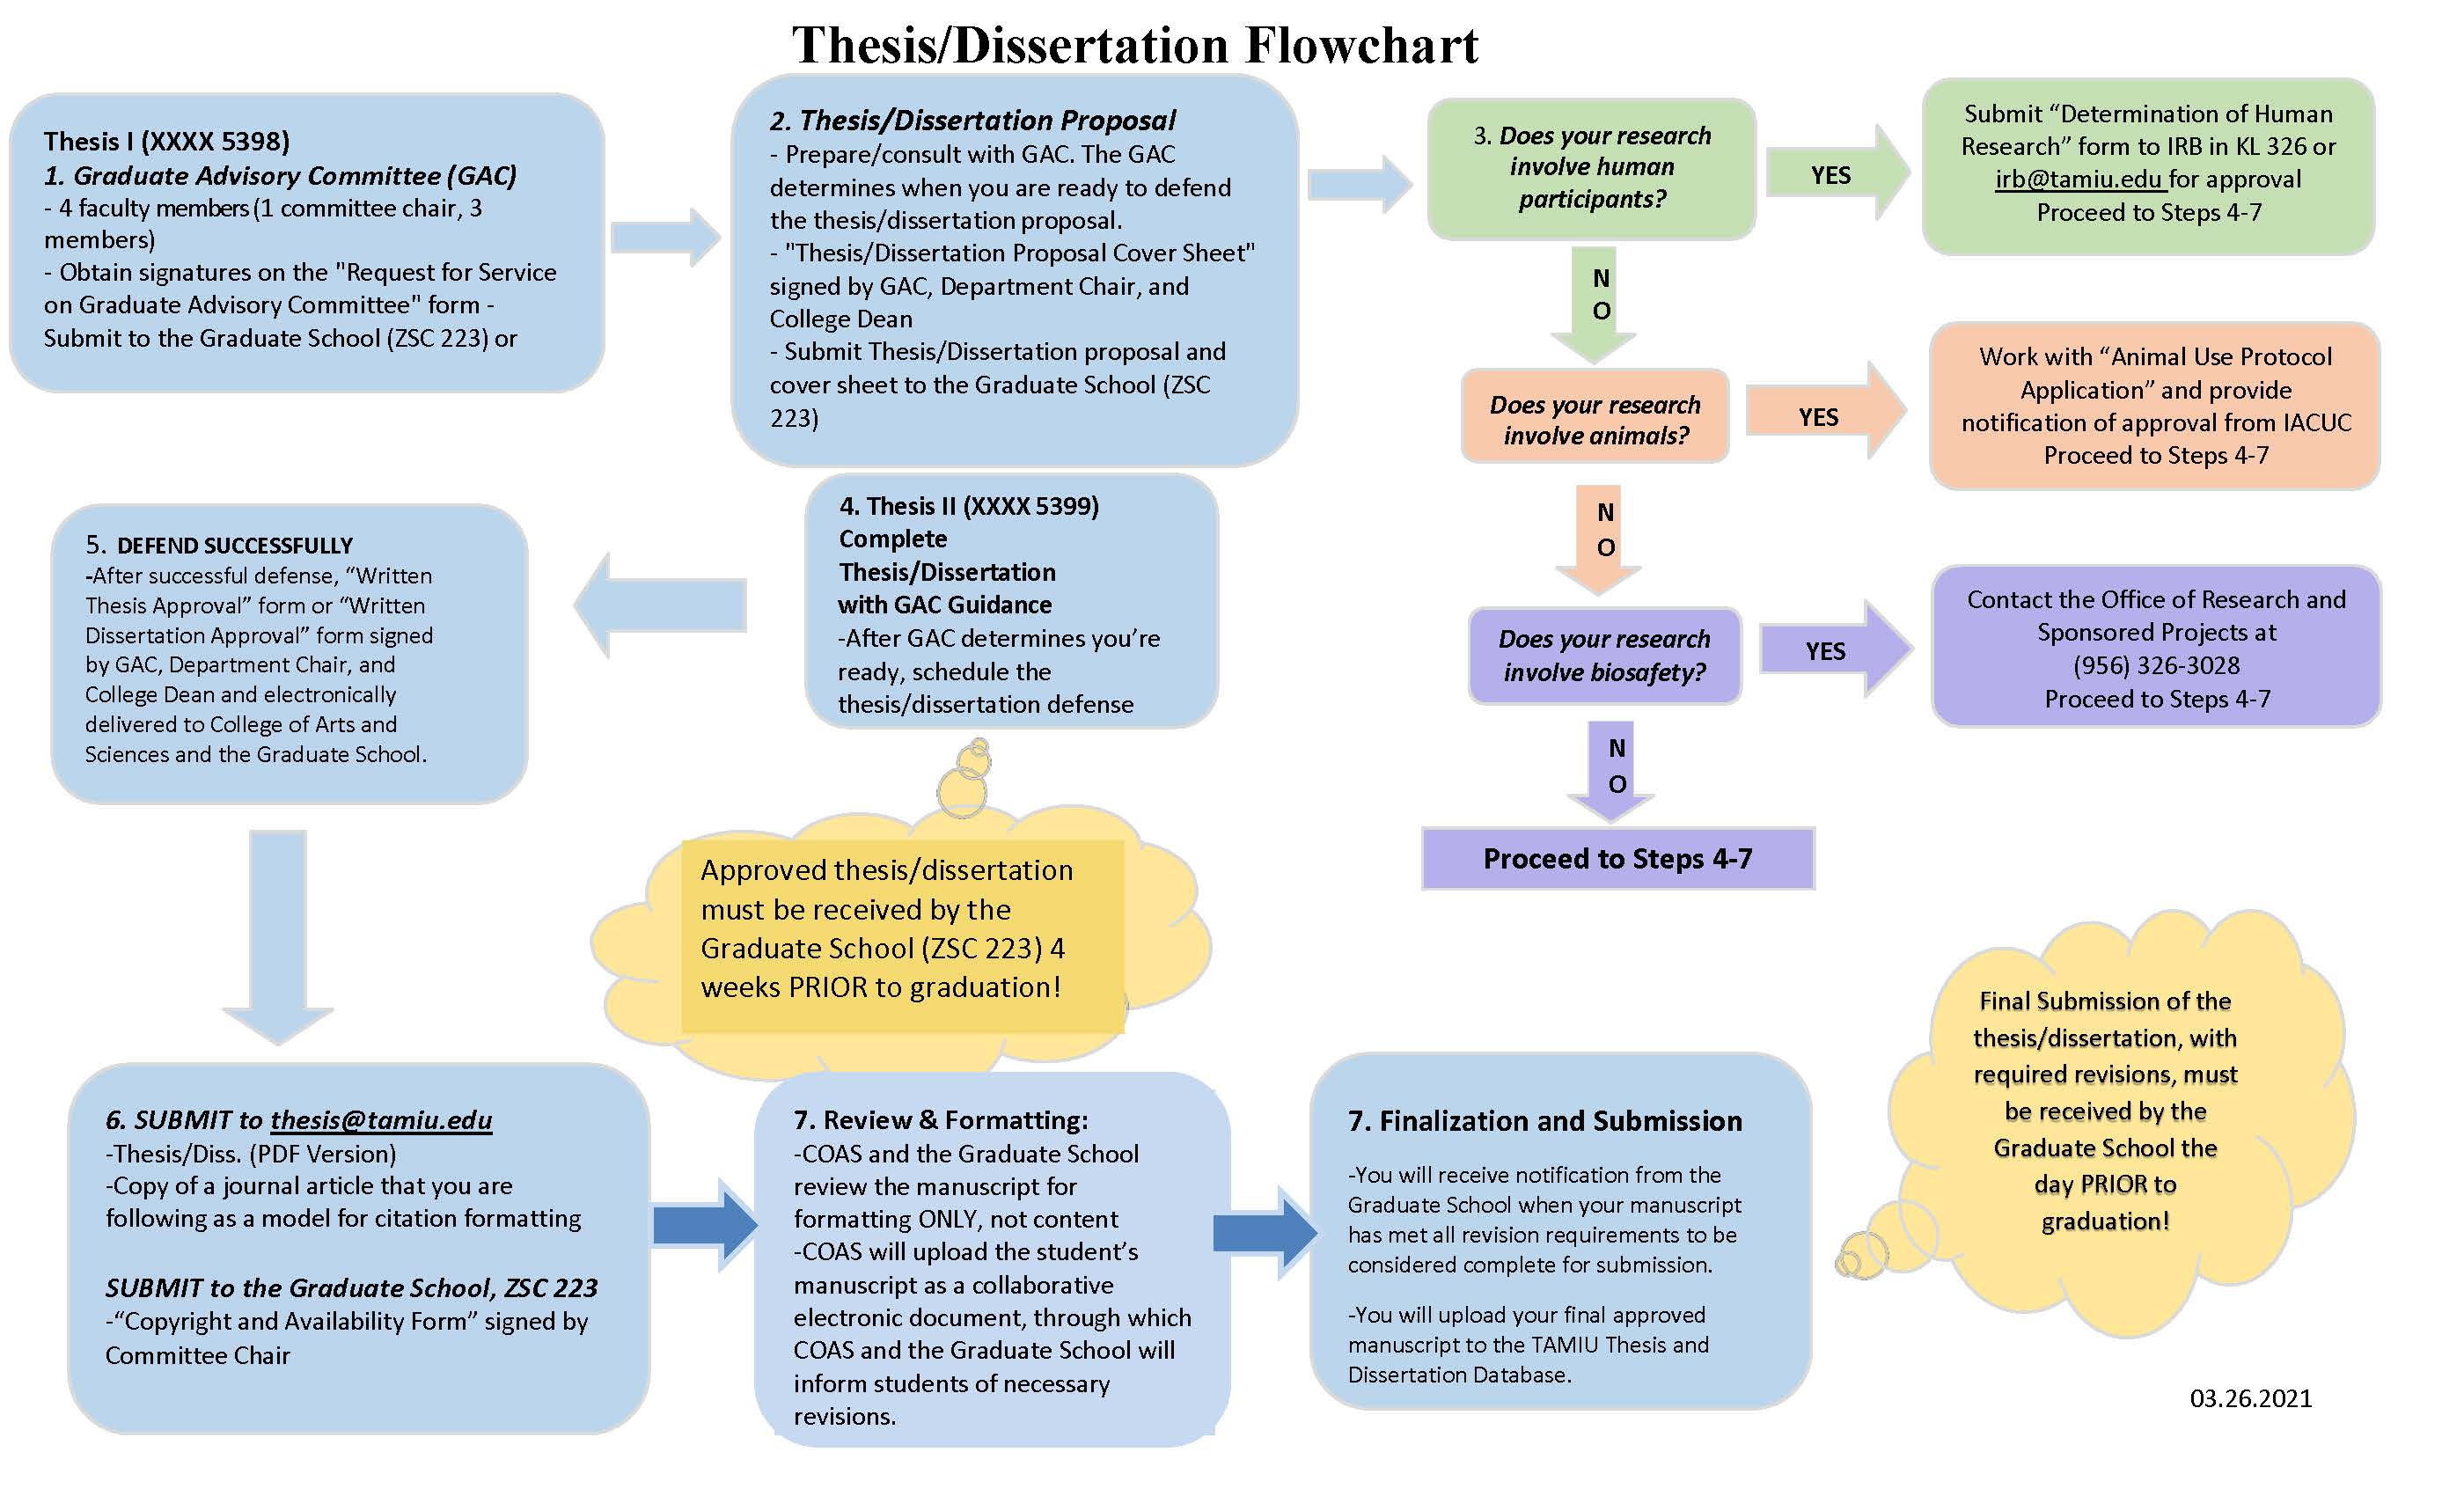 Thesis/Dissertation Flowchart
Thesis I (XXXX 5398)
1. Graduate Advisory Committee (GAC)
- 4 faculty members (1 committee chair, 3
members)
- Obtain signatures on the "Request for Service
on Graduate Advisory Committee" form -
Submit to the Graduate School (ZSC 223) or
2. Thesis/Dissertation Proposal
- Prepare/consult with GAC. The GAC
determines when you are ready to defend
the thesis/dissertation proposal.
- "Thesis/Dissertation Proposal Cover Sheet"
signed by GAC, Department Chair, and
College Dean
- Submit Thesis/Dissertation proposal and
cover sheet to the Graduate School (ZSC
223)
3. Does your research
involve human
participants?
YES
Submit “Determination of Human
Research” form to IRB in KL 326 or
irb@tamiu.edu for approval
Proceed to Steps 4-7
N
O
Does your research
involve animals?
YES
Work with “Animal Use Protocol
Application” and provide
notification of approval from IACUC
Proceed to Steps 4-7
N
O
Does your research
involve biosafety?
YES
Contact the Office of Research and
Sponsored Projects at
(956) 326-3028
Proceed to Steps 4-7
N
O
Proceed to Steps 4-7
4. Thesis II (XXXX 5399)
Complete
Thesis/Dissertation
with GAC Guidance
-After GAC determines you’re
ready, schedule the
thesis/dissertation defense
5. DEFEND SUCCESSFULLY
-After successful defense, “Written
Thesis Approval” form or “Written
Dissertation Approval” form signed
by GAC, Department Chair, and
College Dean and electronically
delivered to College of Arts and
Sciences and the Graduate School.
Approved thesis/dissertation
must be received by the
Graduate School (ZSC 223) 4
weeks PRIOR to graduation!
6. SUBMIT to thesis@tamiu.edu
-Thesis/Diss. (PDF Version)
-Copy of a journal article that you are
following as a model for citation formatting
SUBMIT to the Graduate School, ZSC 223
-“Copyright and Availability Form” signed by
Committee Chair
7. Review & Formatting:
-COAS and the Graduate School
review the manuscript for
formatting ONLY, not content
-COAS will upload the student’s
manuscript as a collaborative
electronic document, through which
COAS and the Graduate School will
inform students of necessary
revisions.
7. Finalization and Submission
-You will receive notification from the
Graduate School when your manuscript
has met all revision requirements to be
considered complete for submission.
-You will upload your final approved
manuscript to the TAMIU Thesis and
Dissertation Database.
Final Submission of the
thesis/dissertation, with
required revisions, must
be received by the
Graduate School the
day PRIOR to
graduation!
03.26.2021